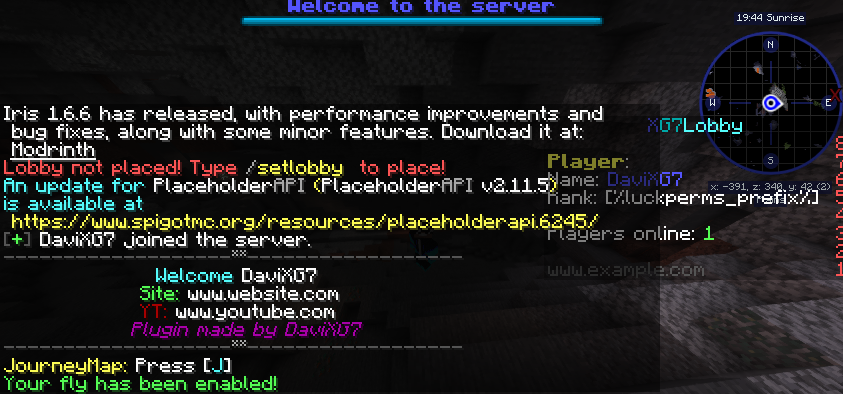 Welcome to the server
19:44 Sunrise
N
W
E
S
X
x: -391, z: 340, y: 42 (2)
Iris 1.6.6 has released, with performance improvements and
bug fixes, along with some minor features. Download it at:
Modrinth
Lobby not placed! Type /setlobby to place!
An update for PlaceholderAPI (PlaceholderAPI v2.11.5)
is available at
https://www.spigotmc.org/resources/placeholderapi.6245/
[+] DaviXG7 joined the server.
Welcome DaviXG7
Site: www.website.com
YT: www.youtube.com
Plugin made by DaviXG7
JourneyMap: Press [J]
Your fly has been enabled!
XG7Lobby
Player:
Name: DaviXG7
Rank: [%luckperms_prefix%]
Players online: 1
www.example.com